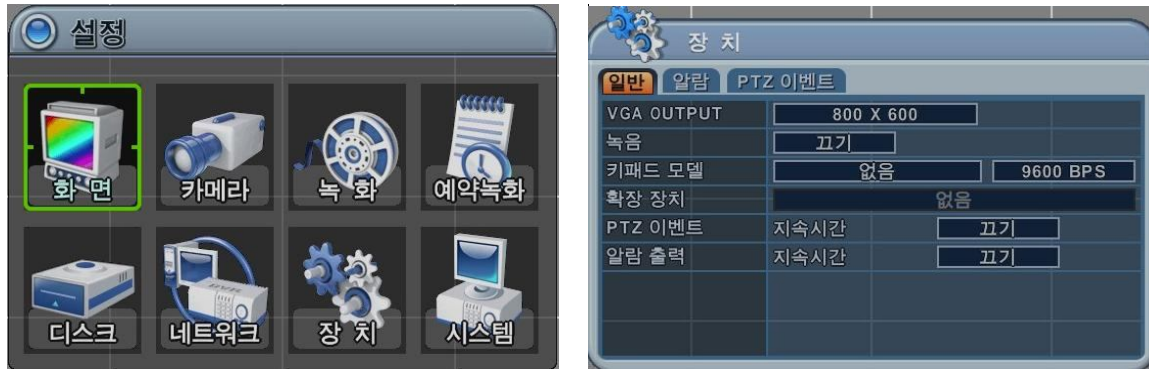 설정
화 면
카메라
녹 화
예약녹화
디스크
네트워크
장 치
시스템
장 치
일반 알람 PTZ 이벤트
VGA OUTPUT 800 X 600
녹음 끄기
키패드 모델 없음 9600 BPS
확장 장치 없음
PTZ 이벤트 지속시간 끄기
알람 출력 지속시간 끄기